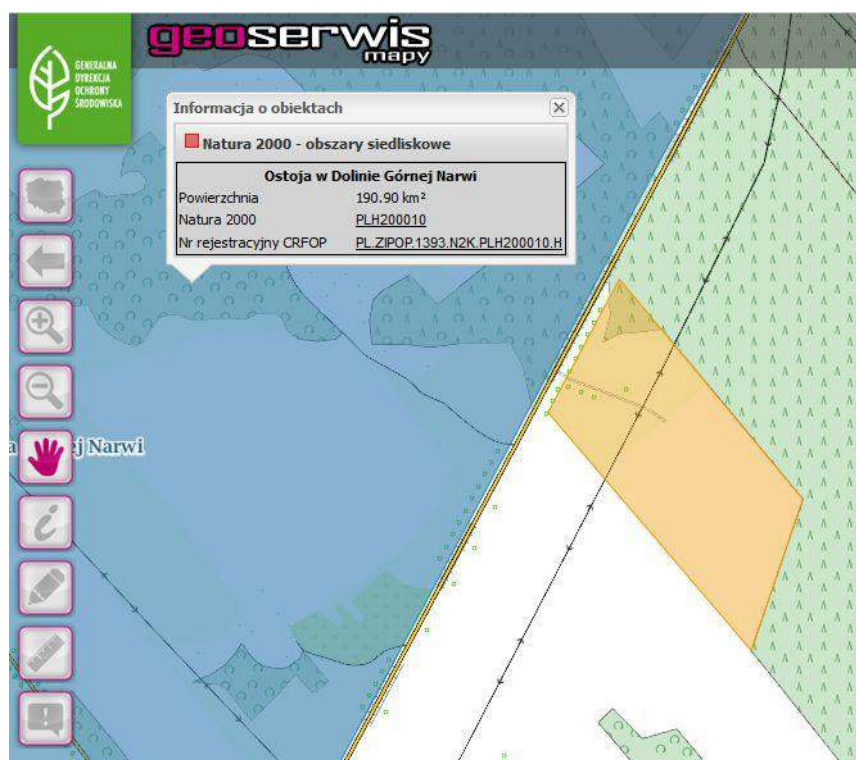 GENERALNA
DYREKCJA
OCHRONY
ŚRODOWISKA
geoserwis
mapy
Informacja o obiektach
Natura 2000 - obszary siedliskowe
Ostoja w Dolinie Górnej Narwi
Powierzchnia 190.90 km²
Natura 2000 PLH200010
Nr rejestracyjny CRFOP PL.ZIPOP.1393.N2K.PLH200010.H
j Narwi